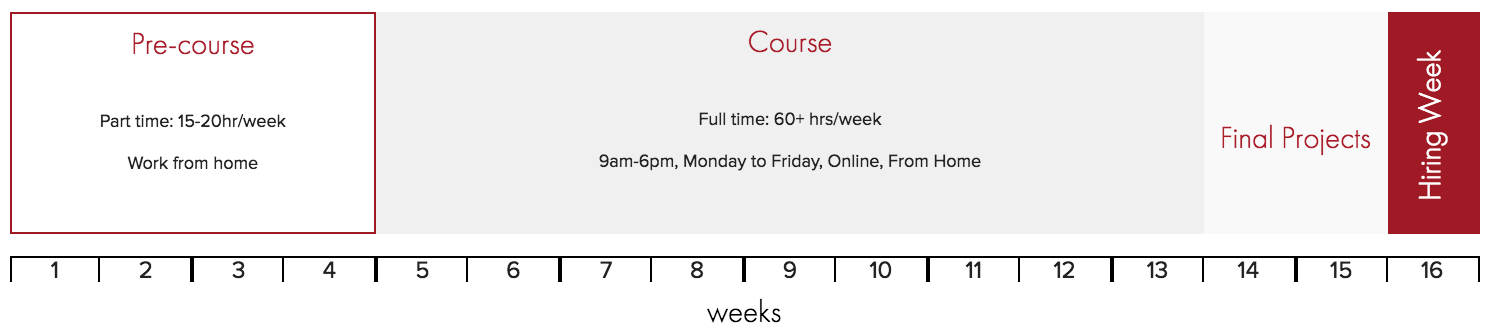 Pre-course
Part time: 15-20hr/week
Work from home
Course
Full time: 60+ hrs/week
9am-6pm, Monday to Friday, Online, From Home
Final Projects
Hiring Week
1 2 3 4 5 6 7 8 9 10 11 12 13 14 15 16
weeks